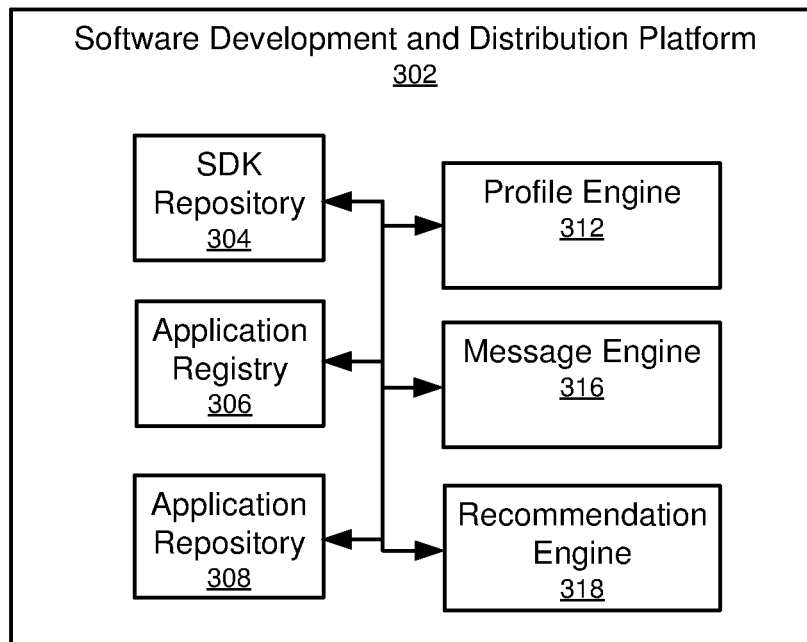 Software Development and Distribution Platform
302
SDK
Repository
304
Profile Engine
312
Application
Registry
306
Message Engine
316
Application
Repository
308
Recommendation
Engine
318